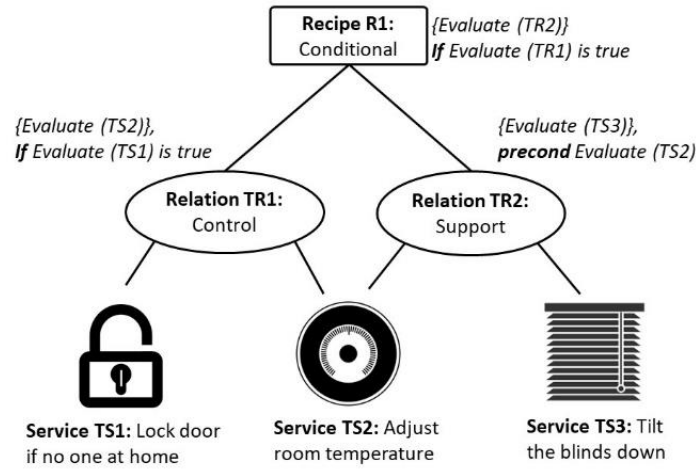 Recipe R1:
Conditional
{Evaluate (TR2)}
If Evaluate (TR1) is true
{Evaluate (TS2)},
If Evaluate (TS1) is true
{Evaluate (TS3)},
precond Evaluate (TS2)
Relation TR1:
Control
Relation TR2:
Support
Service TS1: Lock door
if no one at home
Service TS2: Adjust
room temperature
Service TS3: Tilt
the blinds down